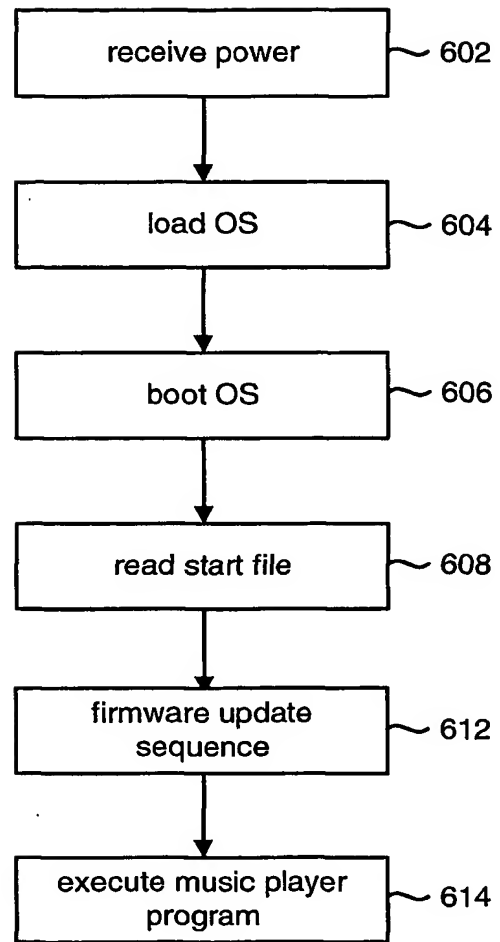 receive power 602
load OS 604
boot OS 606
read start file 608
firmware update
sequence 612
execute music player
program 614